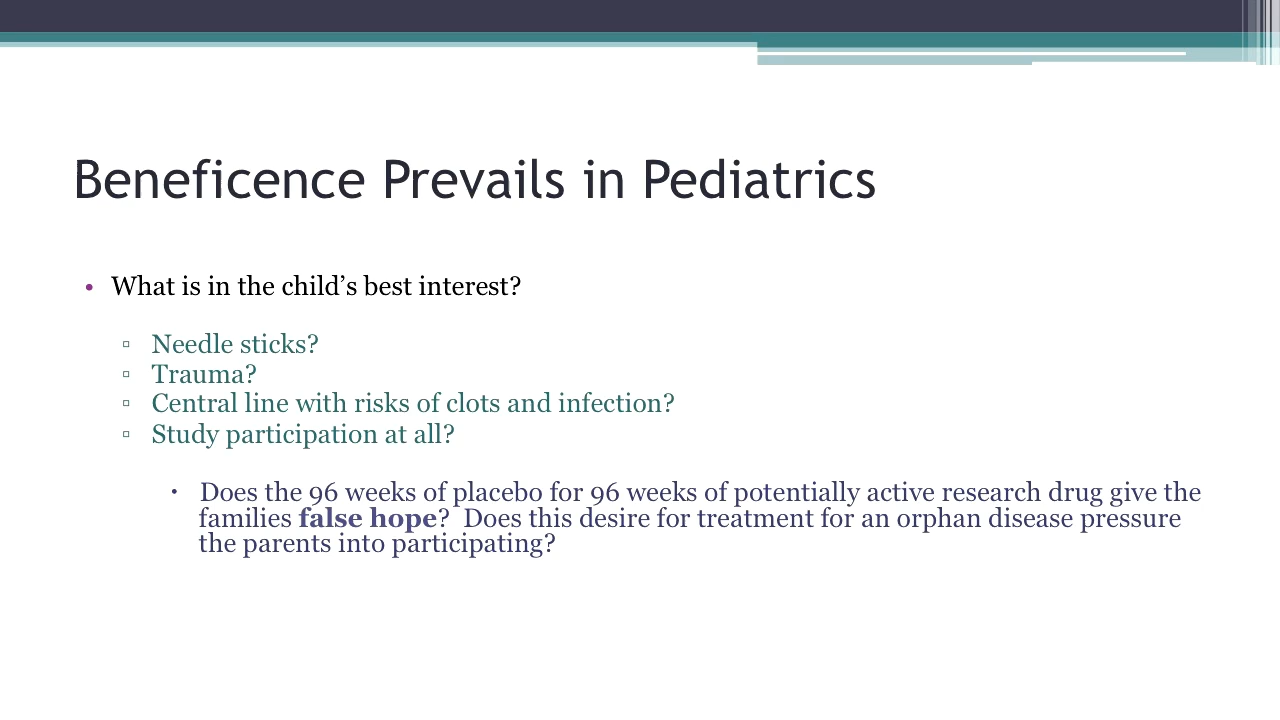 Beneficence Prevails in Pediatrics
• What is in the child’s best interest?
▫ Needle sticks?
▫ Trauma?
▫ Central line with risks of clots and infection?
▫ Study participation at all?
• Does the 96 weeks of placebo for 96 weeks of potentially active research drug give the
families false hope?  Does this desire for treatment for an orphan disease pressure
the parents into participating?